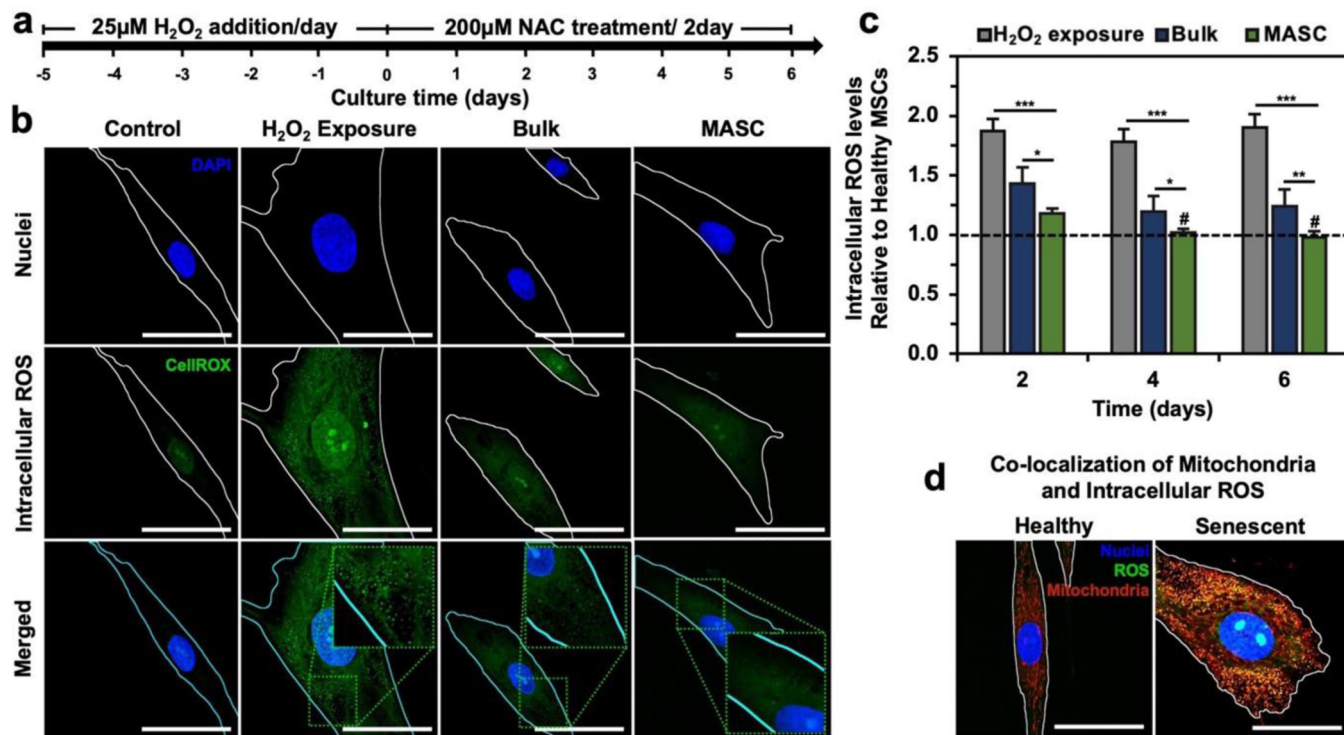 a
25μM H₂O₂ addition/day
200μM NAC treatment/ 2day
-5 -4 -3 -2 -1 0 1 2 3 4 5 6
Culture time (days)
b
Control
H₂O₂ Exposure
Bulk
MASC
Nuclei
DAPI
Intracellular ROS
CellROX
Merged
c
H₂O₂ exposure
Bulk
MASC
Intracellular ROS levels
Relative to Healthy MSCs
2.5
2.0
1.5
1.0
0.5
0.0
***
*
***
*
#
***
**
#
2 4 6
Time (days)
d
Co-localization of Mitochondria
and Intracellular ROS
Healthy
Senescent
Nuclei
ROS
Mitochondria